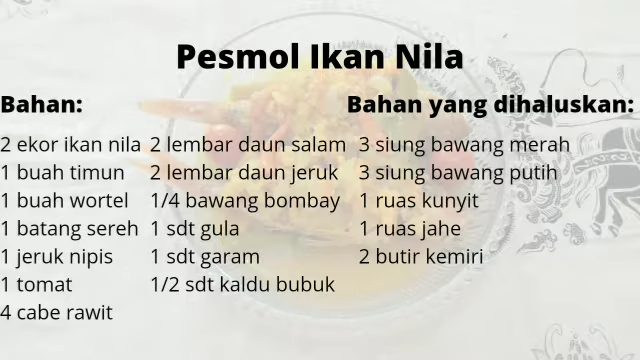 Pesmol Ikan Nila
Bahan:
2 ekor ikan nila
1 buah timun
1 buah wortel
1 batang sereh
1 jeruk nipis
1 tomat
4 cabe rawit
2 lembar daun salam
2 lembar daun jeruk
1/4 bawang bombay
1 sdt gula
1 sdt garam
1/2 sdt kaldu bubuk
Bahan yang dihaluskan:
3 siung bawang merah
3 siung bawang putih
1 ruas kunyit
1 ruas jahe
2 butir kemiri